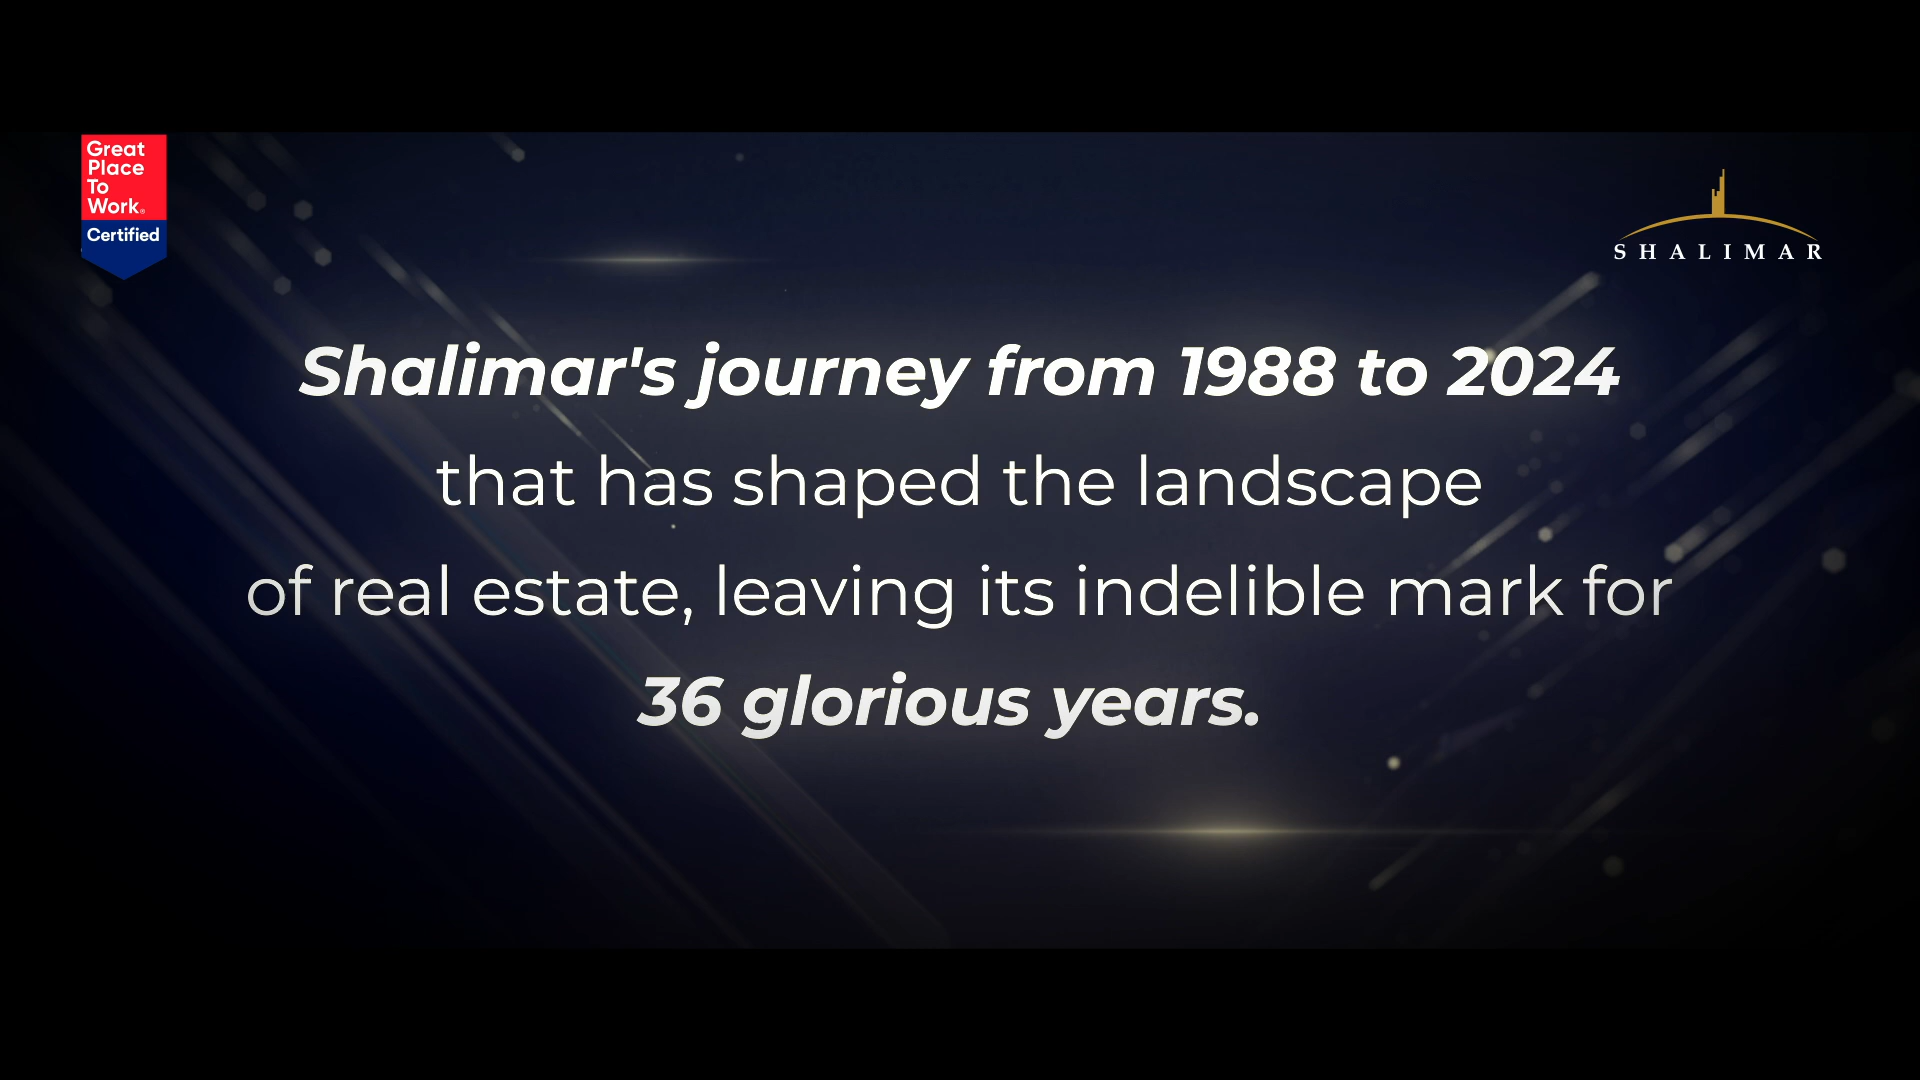 Great
Place
To
Work®
Certified
SHALIMAR
Shalimar's journey from 1988 to 2024
that has shaped the landscape
of real estate, leaving its indelible mark for
36 glorious years.